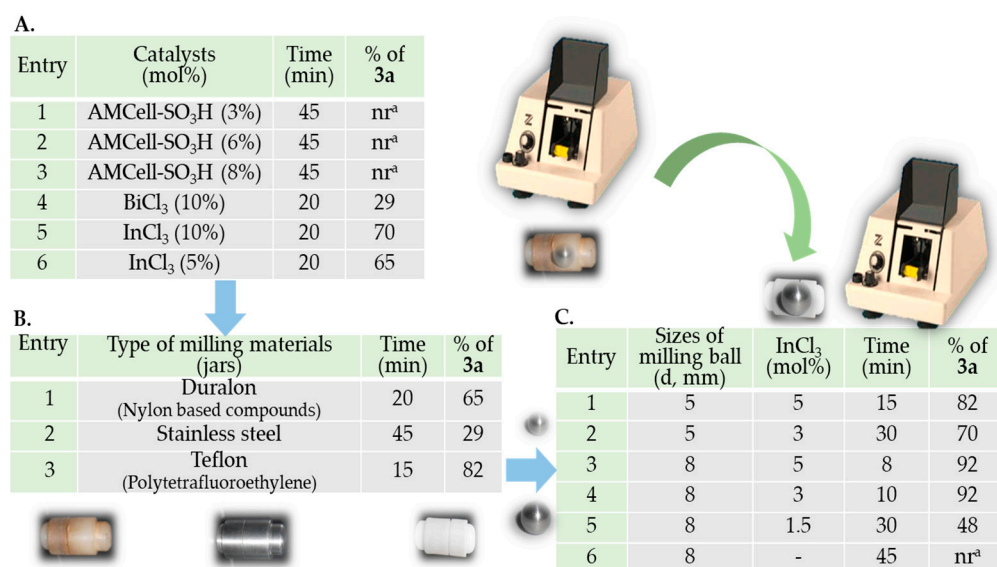 A.
Entry Catalysts (mol%) Time (min) % of 3a
1 AMCell-SO₃H (3%) 45 nrᵃ
2 AMCell-SO₃H (6%) 45 nrᵃ
3 AMCell-SO₃H (8%) 45 nrᵃ
4 BiCl₃ (10%) 20 29
5 InCl₃ (10%) 20 70
6 InCl₃ (5%) 20 65
Z
Z
B.
Entry Type of milling materials (jars) Time (min) % of 3a
1 Duralon (Nylon based compounds) 20 65
2 Stainless steel 45 29
3 Teflon (Polytetrafluoroethylene) 15 82
C.
Entry Sizes of milling ball (d, mm) InCl₃ (mol%) Time (min) % of 3a
1 5 5 15 82
2 5 3 30 70
3 8 5 8 92
4 8 3 10 92
5 8 1.5 30 48
6 8 - 45 nrᵃ